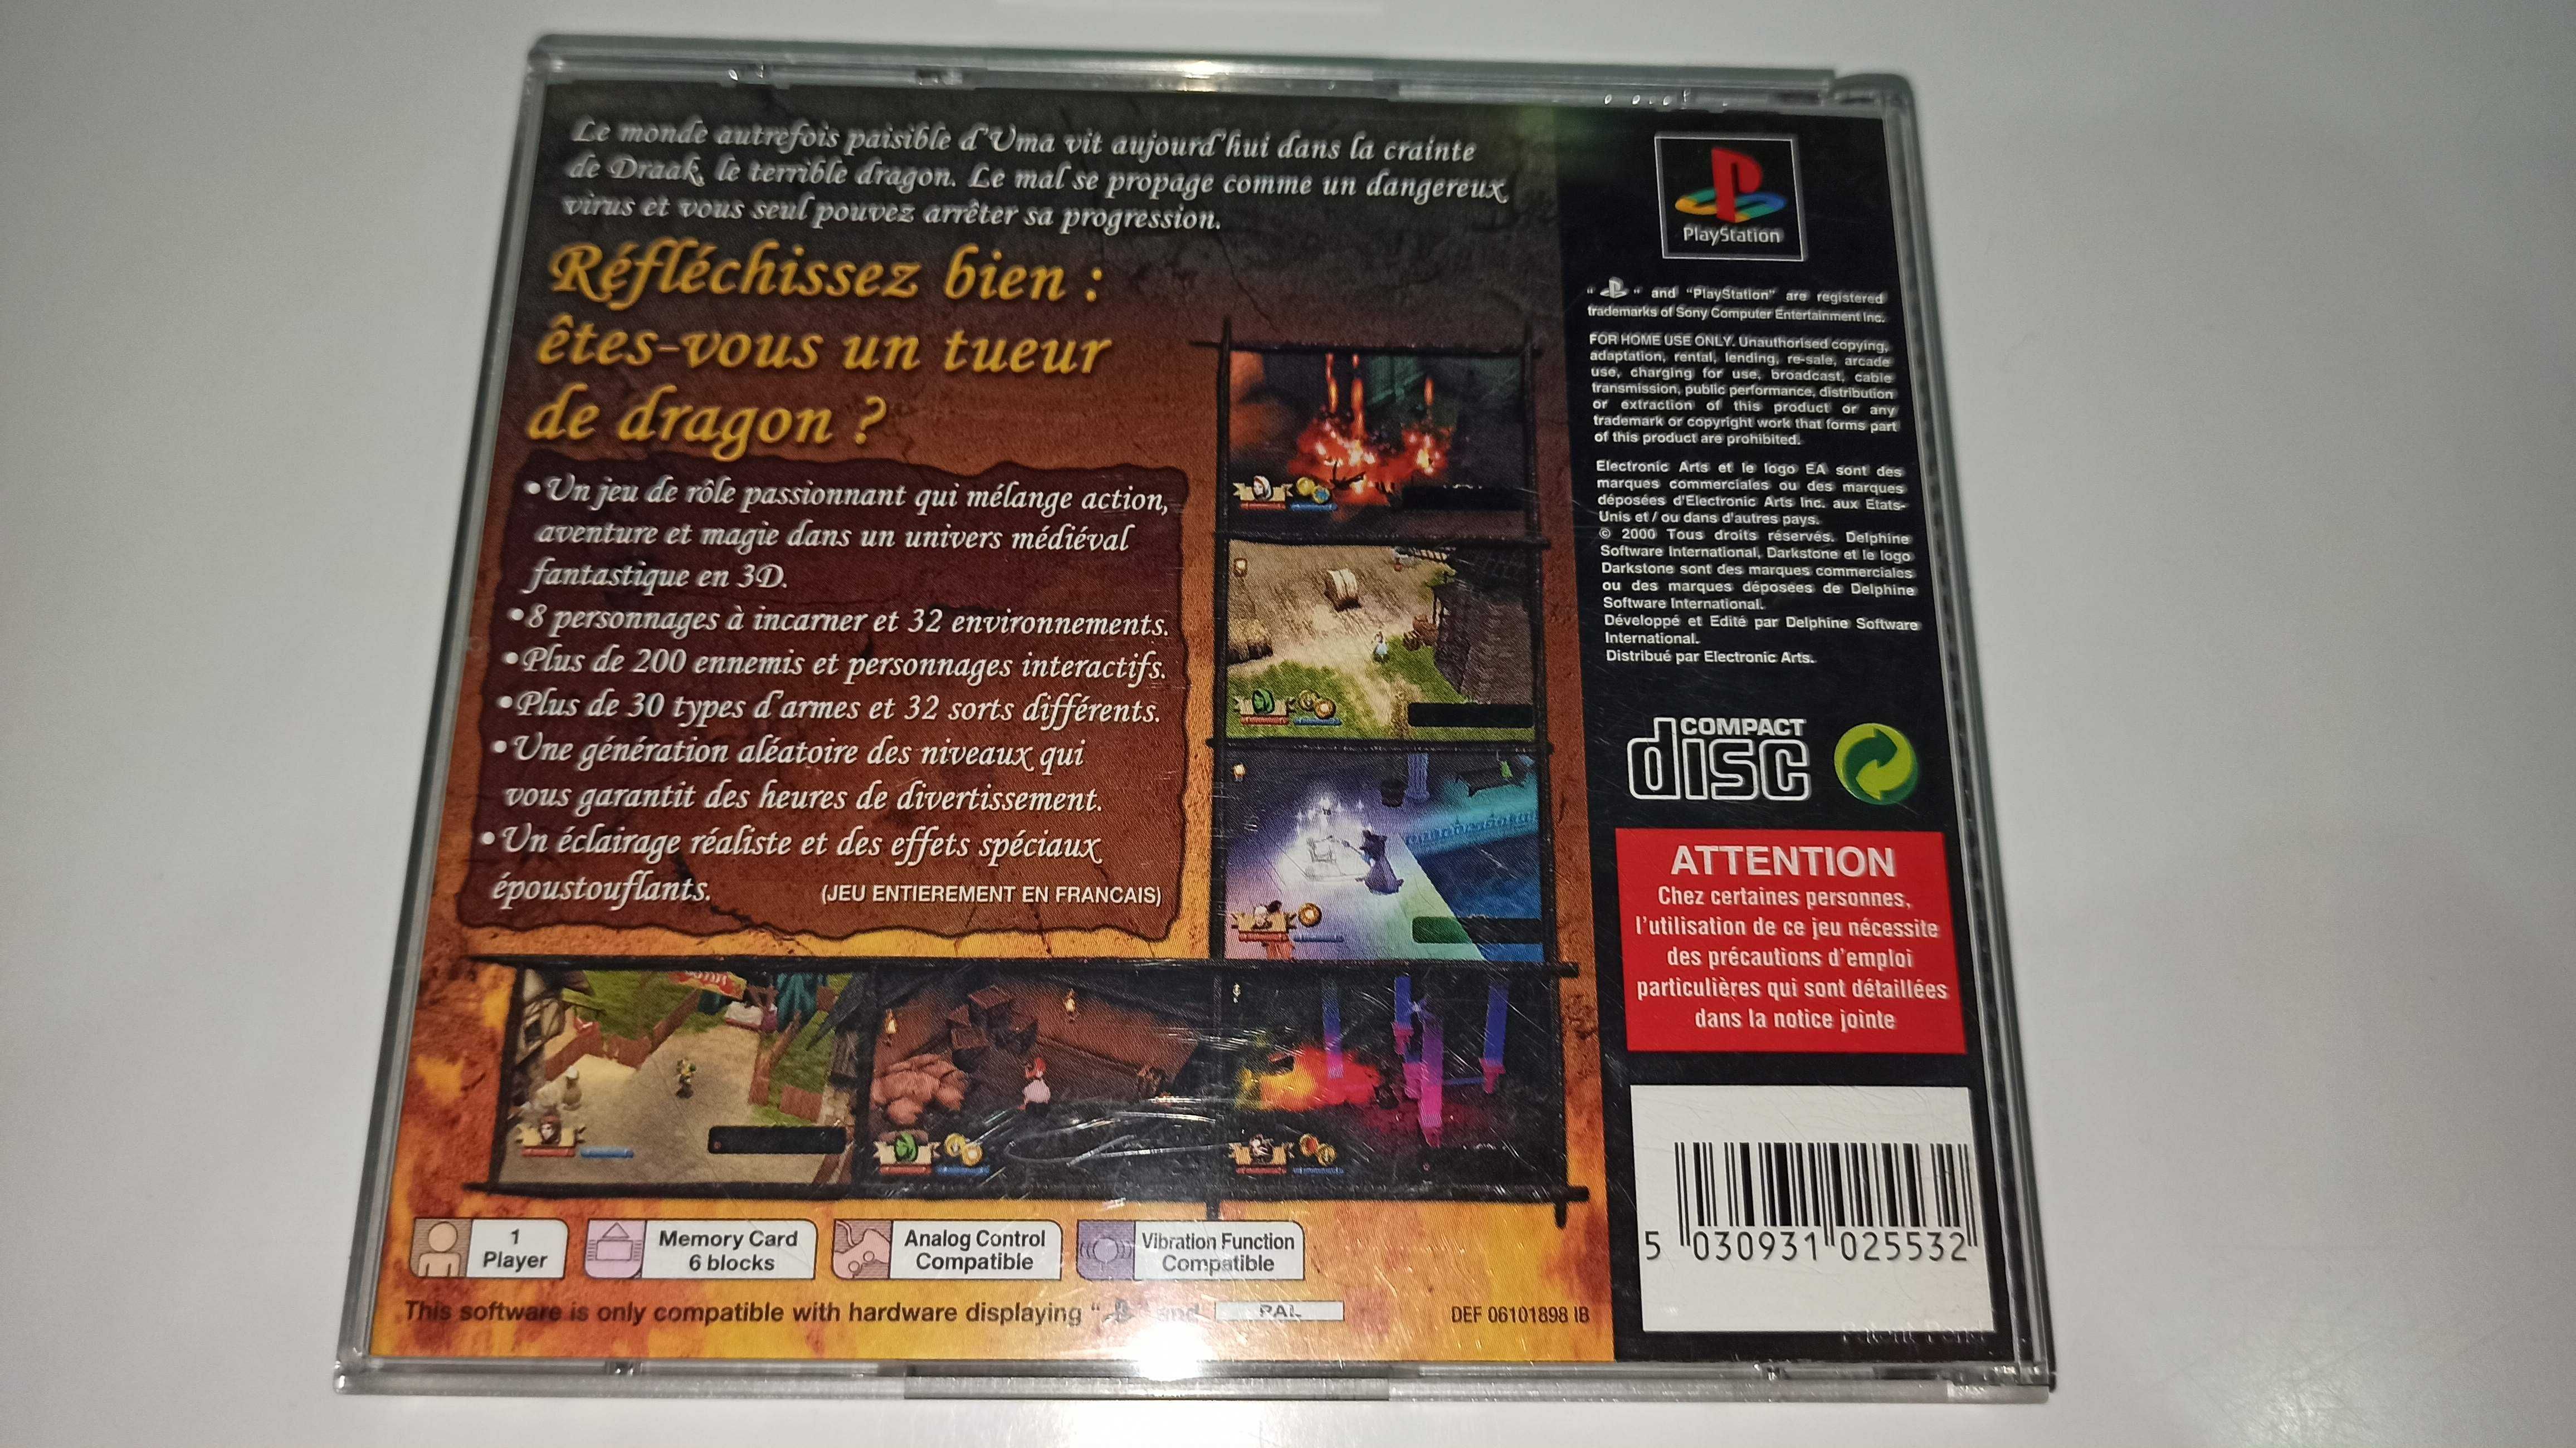 Le monde autrefois paisible d'Uma vit aujourd'hui dans la crainte
de Draak, le terrible dragon. Le mal se propage comme un dangereux
virus et vous seul pouvez arrêter sa progression.
Réfléchissez bien :
êtes-vous un tueur
de dragon ?
•Un jeu de rôle passionnant qui mélange action,
aventure et magie dans un univers médiéval
fantastique en 3D.
•8 personnages à incarner et 32 environnements.
•Plus de 200 ennemis et personnages interactifs.
•Plus de 30 types d'armes et 32 sorts différents.
•Une génération aléatoire des niveaux qui
vous garantit des heures de divertissement.
•Un éclairage réaliste et des effets spéciaux
époustouflants. (JEU ENTIEREMENT EN FRANCAIS)
1
Player
Memory Card
6 blocks
Analog Control
Compatible
Vibration Function
Compatible
This software is only compatible with hardware displaying " " and PAL
DEF 06101898 IB
PlayStation
" " and "PlayStation" are registered
trademarks of Sony Computer Entertainment Inc.
FOR HOME USE ONLY. Unauthorised copying,
adaptation, rental, lending, re-sale, arcade
use, charging for use, broadcast, cable
transmission, public performance, distribution
or extraction of this product or any
trademark or copyright work that forms part
of this product are prohibited.
Electronic Arts et le logo EA sont des
marques commerciales ou des marques
déposées d'Electronic Arts Inc. aux Etats-
Unis et / ou dans d'autres pays.
© 2000 Tous droits réservés. Delphine
Software International, Darkstone et le logo
Darkstone sont des marques commerciales
ou des marques déposees de Delphine
Software International.
Développé et Edité par Delphine Software
International.
Distribué par Electronic Arts.
COMPACT
disc
ATTENTION
Chez certaines personnes,
l'utilisation de ce jeu nécessite
des précautions d'emploi
particulières qui sont détaillées
dans la notice jointe
5 030931 025532
Patent Pend